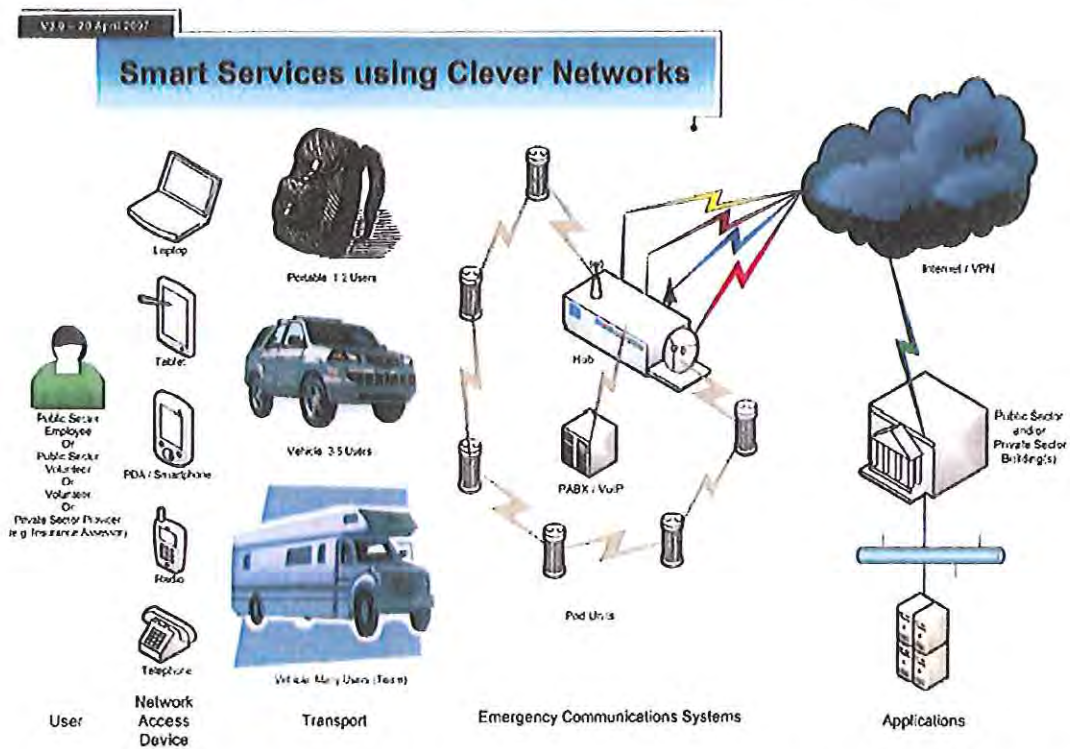 V3.0 – 20 April 2007
Smart Services using Clever Networks
Laptop
Tablet
PDA / Smartphone
Radio
Telephone
Public Sector
Employee
Or
Public Sector
Volunteer
Or
Volunteer
Or
Private Sector Provider
(e.g. Insurance Assessor)
Portable 1-2 Users
Vehicle 3-5 Users
Vehicle Many Users (Team)
Hub
PABX / VoIP
Pod Units
Internet / VPN
Public Sector
and/or
Private Sector
Building(s)
User
Network
Access
Device
Transport
Emergency Communications Systems
Applications